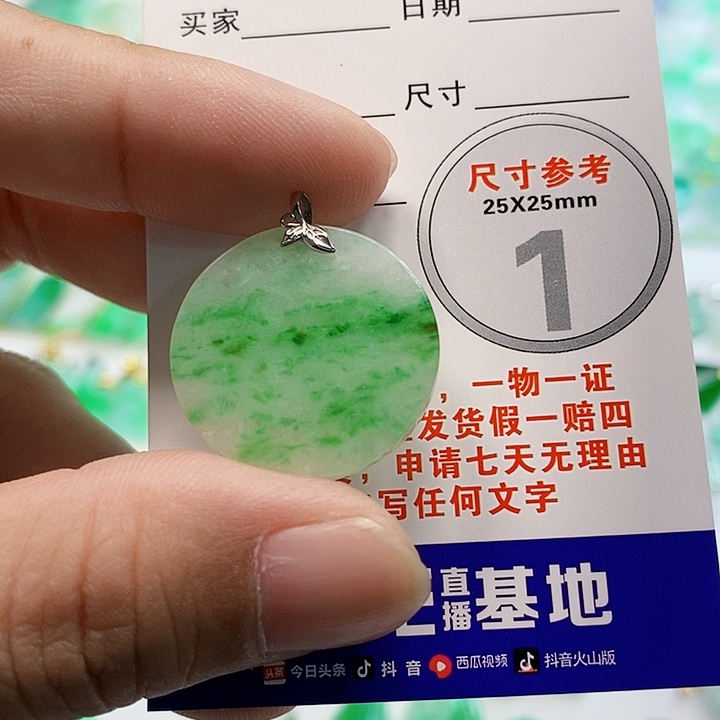 买家 日期
尺寸
尺寸参考
25X25mm
1
，一物一证
发货假一赔四
，申请七天无理由
写任何文字
直播基地
头条 今日头条 抖音 西瓜视频 抖音火山版